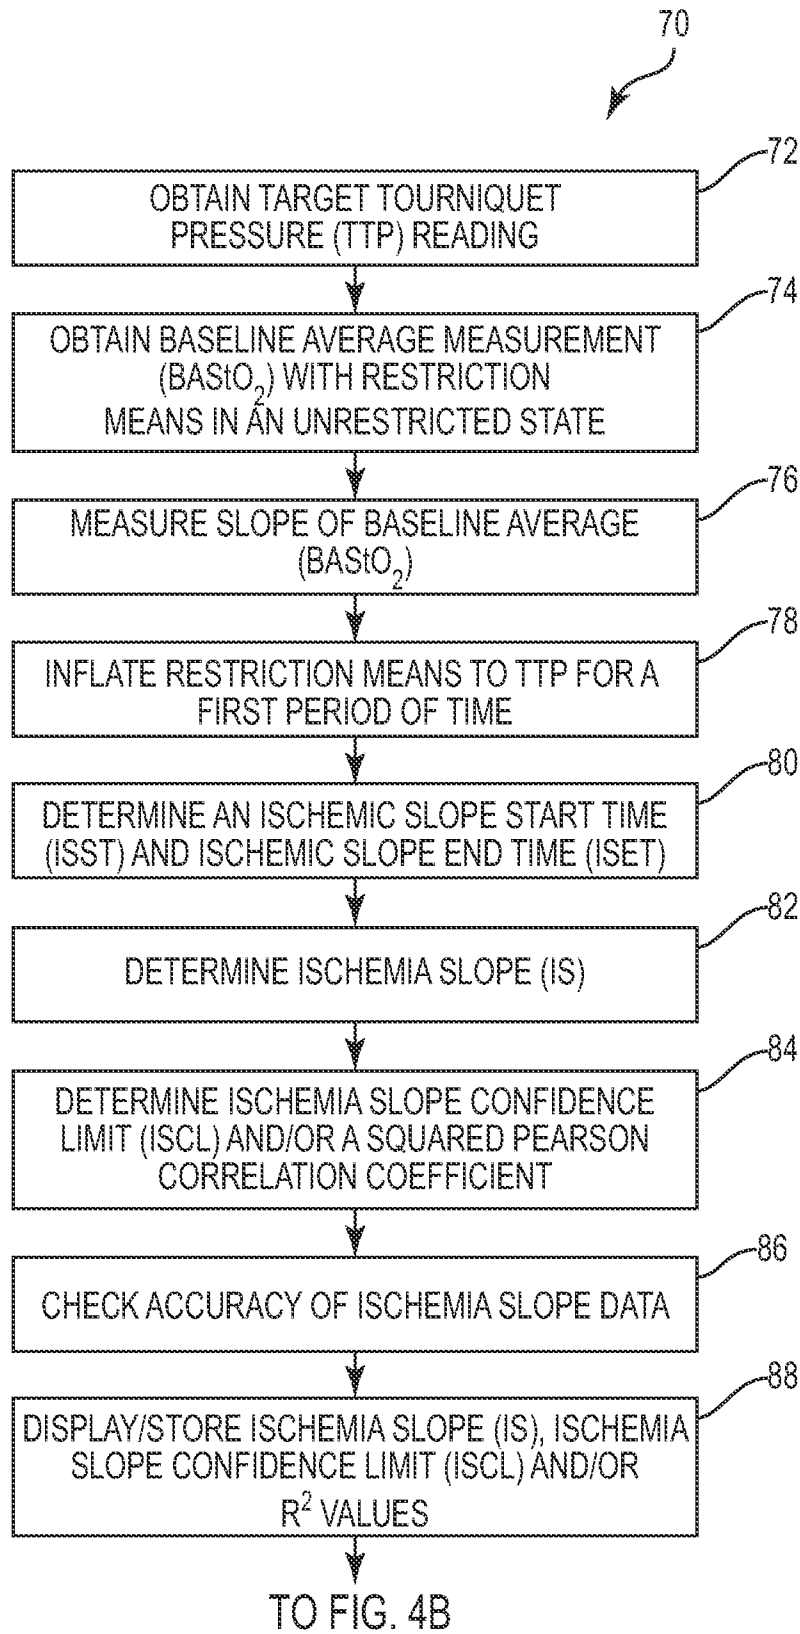 70
72
OBTAIN TARGET TOURNIQUET
PRESSURE (TTP) READING
74
OBTAIN BASELINE AVERAGE MEASUREMENT
(BAStO₂) WITH RESTRICTION
MEANS IN AN UNRESTRICTED STATE
76
MEASURE SLOPE OF BASELINE AVERAGE
(BAStO₂)
78
INFLATE RESTRICTION MEANS TO TTP FOR A
FIRST PERIOD OF TIME
80
DETERMINE AN ISCHEMIC SLOPE START TIME
(ISST) AND ISCHEMIC SLOPE END TIME (ISET)
82
DETERMINE ISCHEMIA SLOPE (IS)
84
DETERMINE ISCHEMIA SLOPE CONFIDENCE
LIMIT (ISCL) AND/OR A SQUARED PEARSON
CORRELATION COEFFICIENT
86
CHECK ACCURACY OF ISCHEMIA SLOPE DATA
88
DISPLAY/STORE ISCHEMIA SLOPE (IS), ISCHEMIA
SLOPE CONFIDENCE LIMIT (ISCL) AND/OR
R² VALUES
TO FIG. 4B